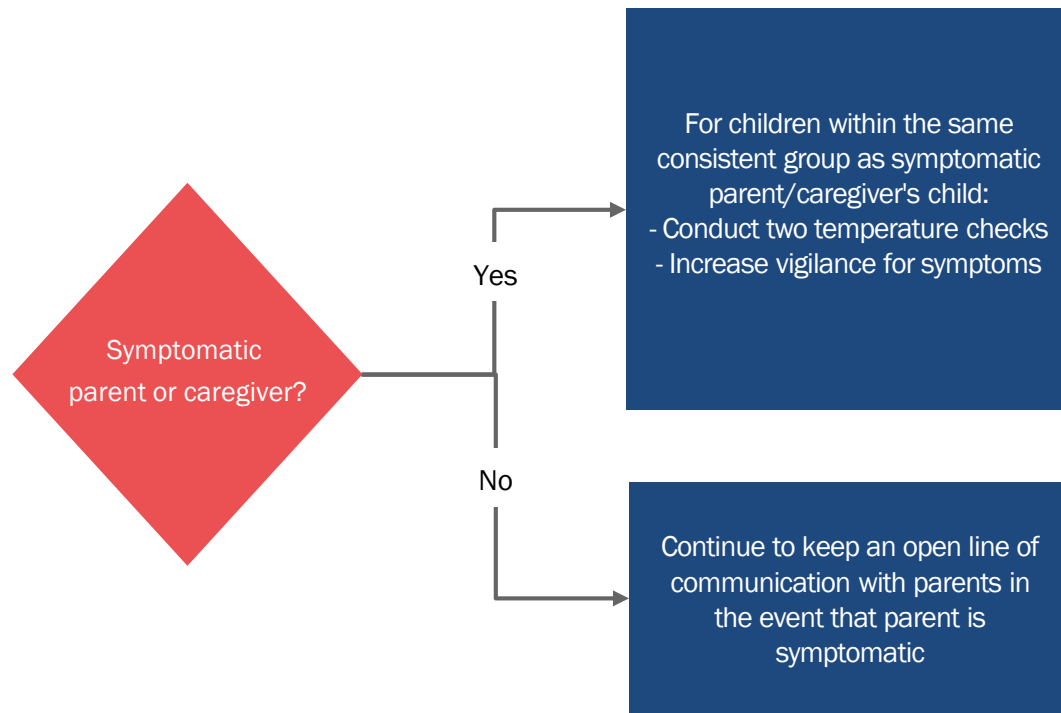 Symptomatic
parent or caregiver?
Yes
For children within the same
consistent group as symptomatic
parent/caregiver's child:
- Conduct two temperature checks
- Increase vigilance for symptoms
No
Continue to keep an open line of
communication with parents in
the event that parent is
symptomatic